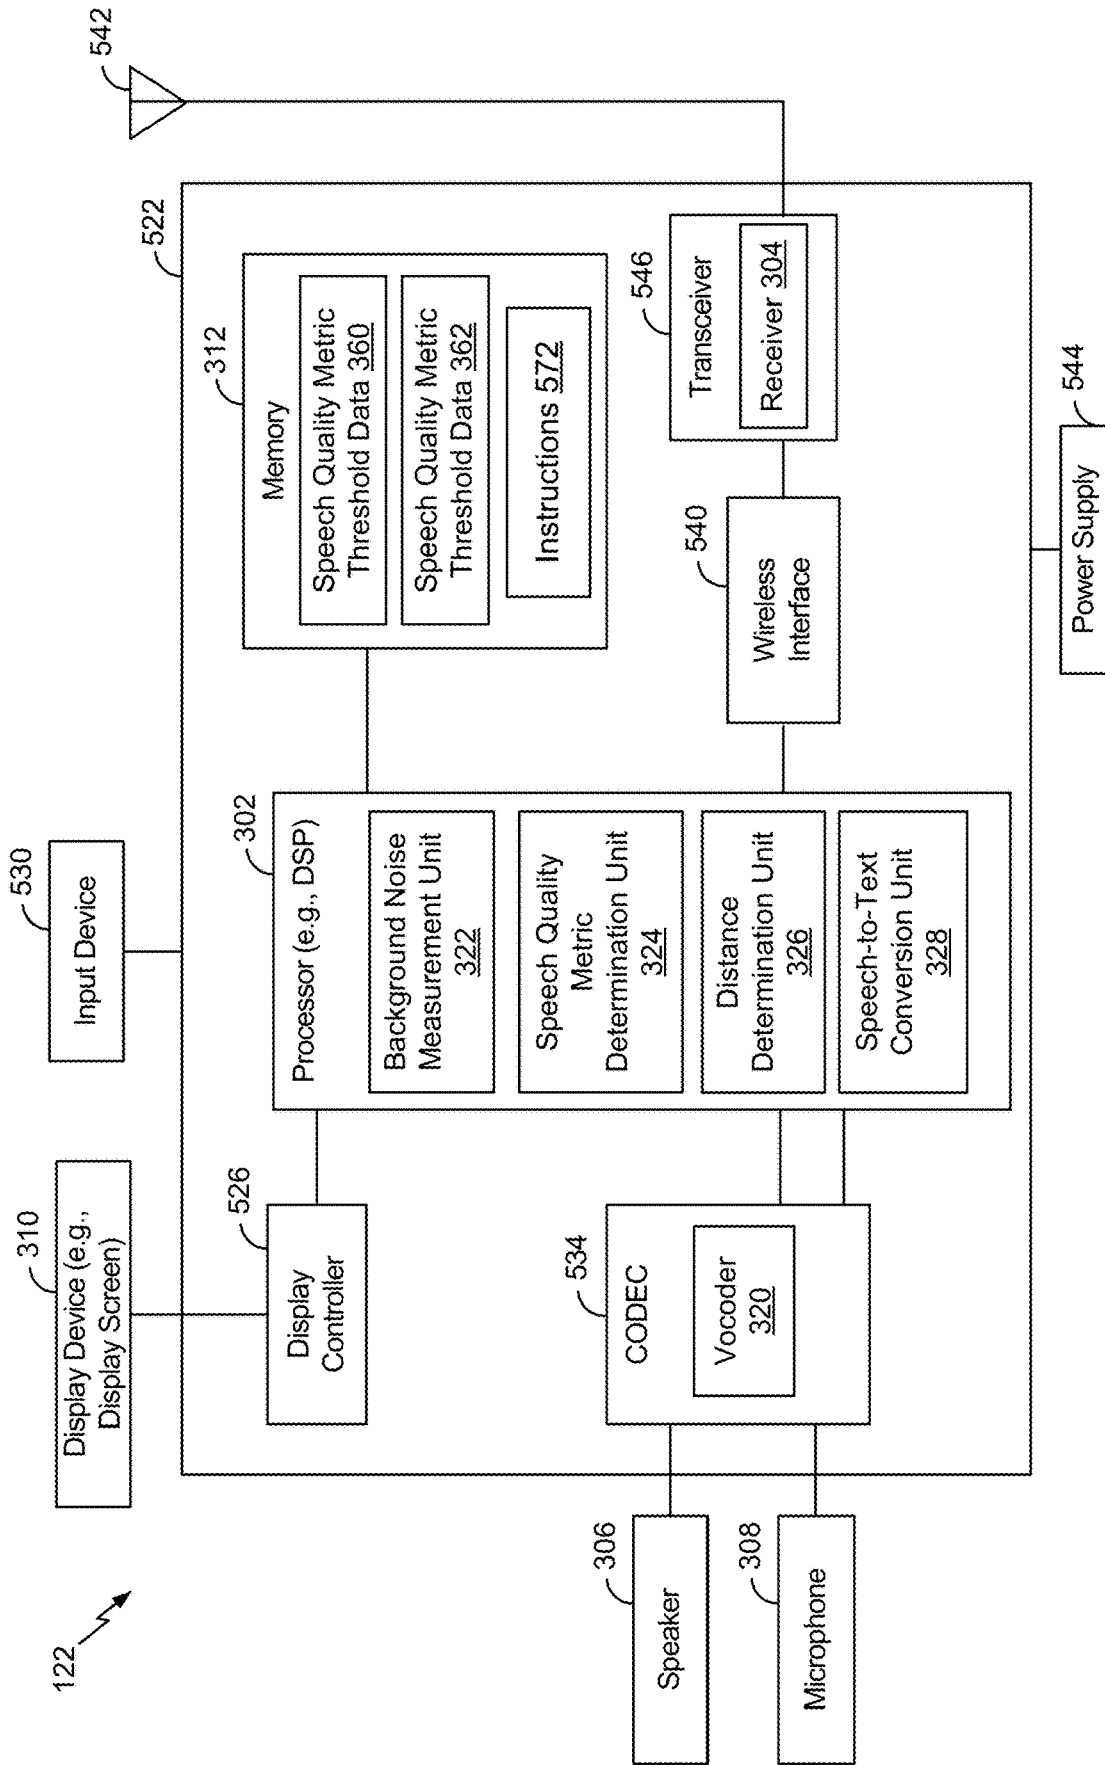 122
310
Display Device (e.g.,
Display Screen)
530
Input Device
522
542
526
Display
Controller
302
Processor (e.g., DSP)
Background Noise
Measurement Unit
322
Speech Quality
Metric
Determination Unit
324
Distance
Determination Unit
326
Speech-to-Text
Conversion Unit
328
312
Memory
Speech Quality Metric
Threshold Data 360
Speech Quality Metric
Threshold Data 362
Instructions 572
306
Speaker
308
Microphone
534
CODEC
Vocoder
320
540
Wireless
Interface
546
Transceiver
Receiver 304
544
Power Supply